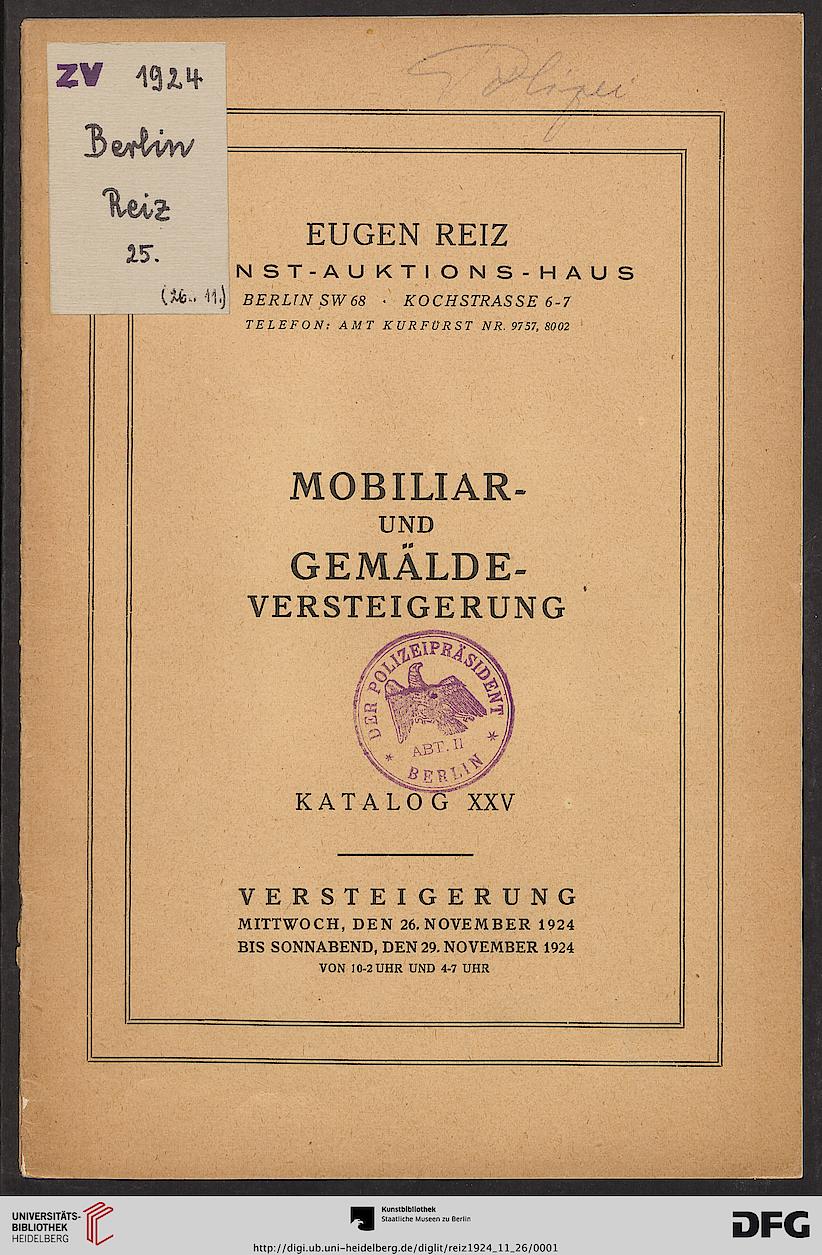 ZV 1924
Berlin
Reiz
25.
(26. 11.)
Polizei
EUGEN REIZ
NST-AUKTIONS-HAUS
BERLIN SW 68 · KOCHSTRASSE 6-7
TELEFON: AMT KURFÜRST NR. 9757, 8002
MOBILIAR-
UND
GEMÄLDE-
VERSTEIGERUNG
DER POLIZEIPRÄSIDENT
ABT. II
* BERLIN *
KATALOG XXV
VERSTEIGERUNG
MITTWOCH, DEN 26. NOVEMBER 1924
BIS SONNABEND, DEN 29. NOVEMBER 1924
VON 10-2 UHR UND 4-7 UHR
UNIVERSITÄTS-
BIBLIOTHEK
HEIDELBERG
Kunstbibliothek
Staatliche Museen zu Berlin
DFG
http://digi.ub.uni-heidelberg.de/diglit/reiz1924_11_26/0001